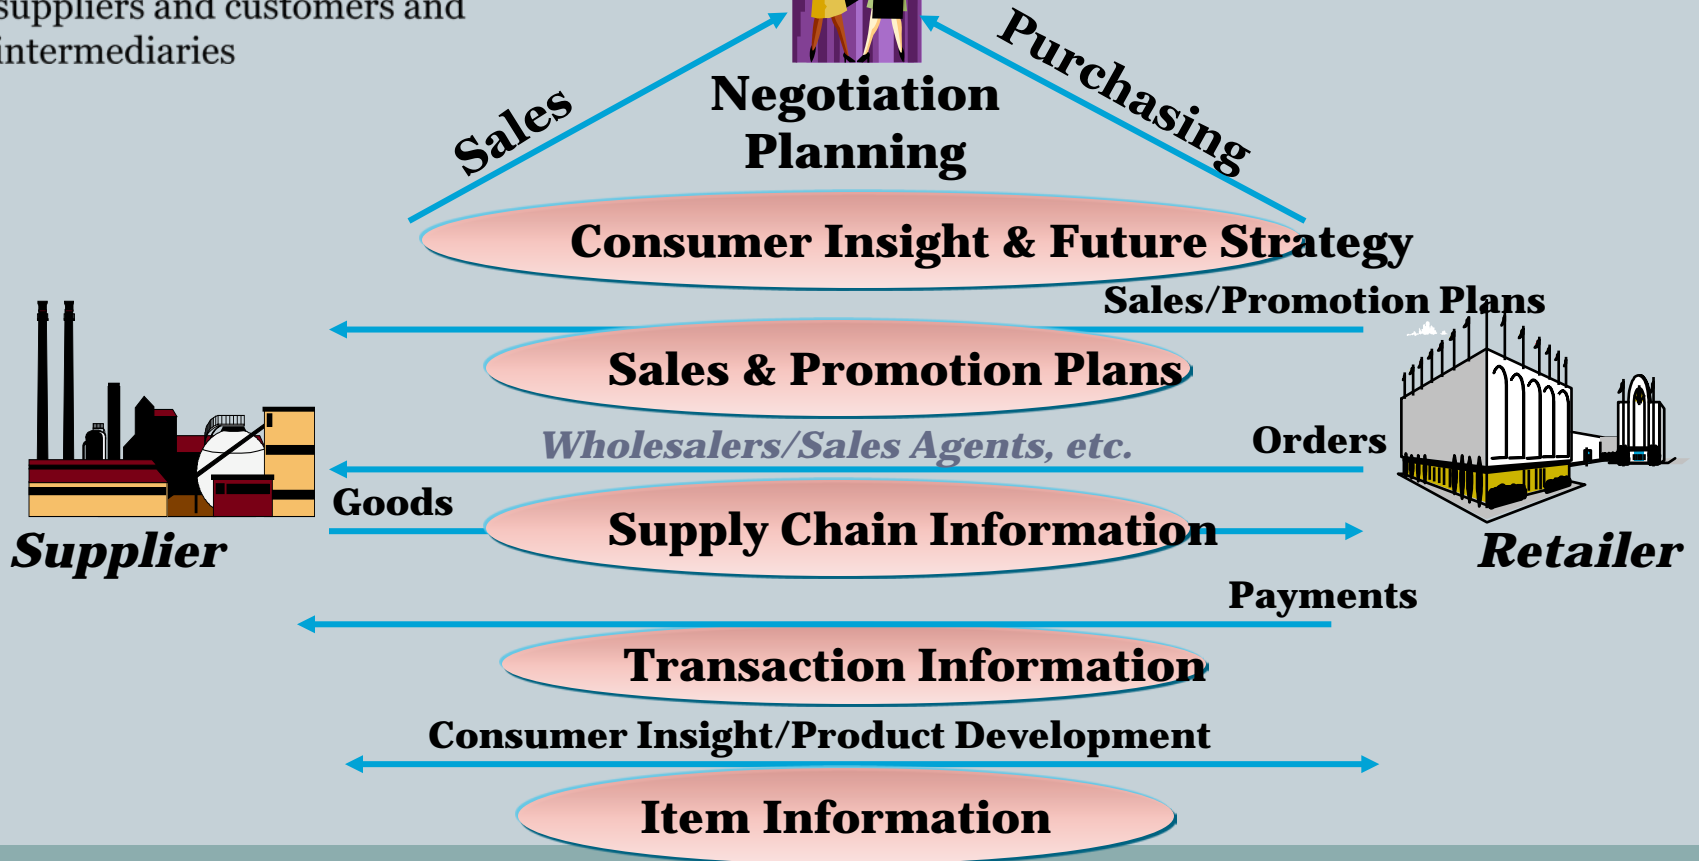 suppliers and customers and
intermediaries
Sales
Purchasing
Negotiation
Planning
Consumer Insight & Future Strategy
Sales/Promotion Plans
Sales & Promotion Plans
Wholesalers/Sales Agents, etc.
Orders
Goods
Supply Chain Information
Supplier
Retailer
Payments
Transaction Information
Consumer Insight/Product Development
Item Information